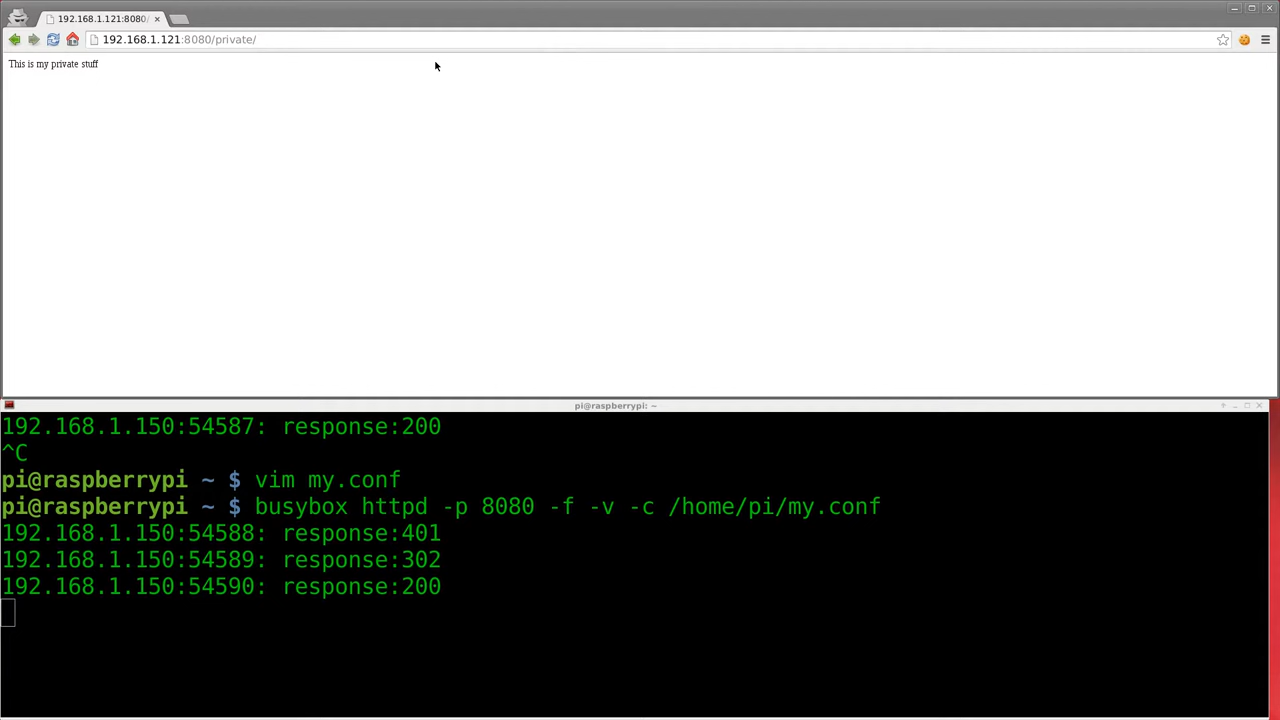 192.168.1.121:8080/
192.168.1.121:8080/private/
This is my private stuff
pi@raspberrypi: ~
192.168.1.150:54587: response:200
^C
pi@raspberrypi ~ $ vim my.conf
pi@raspberrypi ~ $ busybox httpd -p 8080 -f -v -c /home/pi/my.conf
192.168.1.150:54588: response:401
192.168.1.150:54589: response:302
192.168.1.150:54590: response:200